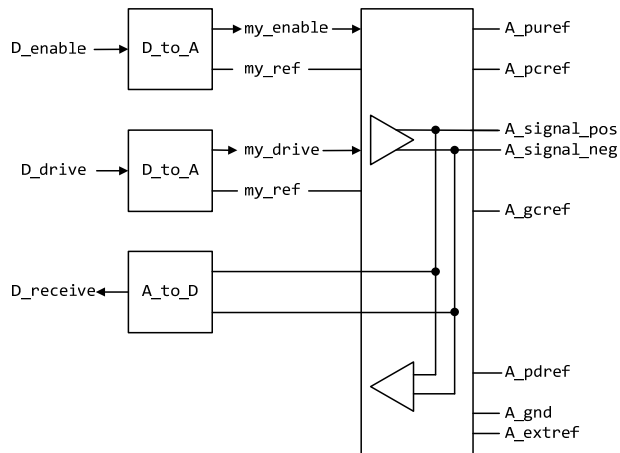 A_puref
D_enable
D_to_A
my_enable
my_ref
A_pcref
A_signal_pos
A_signal_neg
D_drive
D_to_A
my_drive
my_ref
A_gcref
D_receive
A_to_D
A_pdref
A_gnd
A_extref